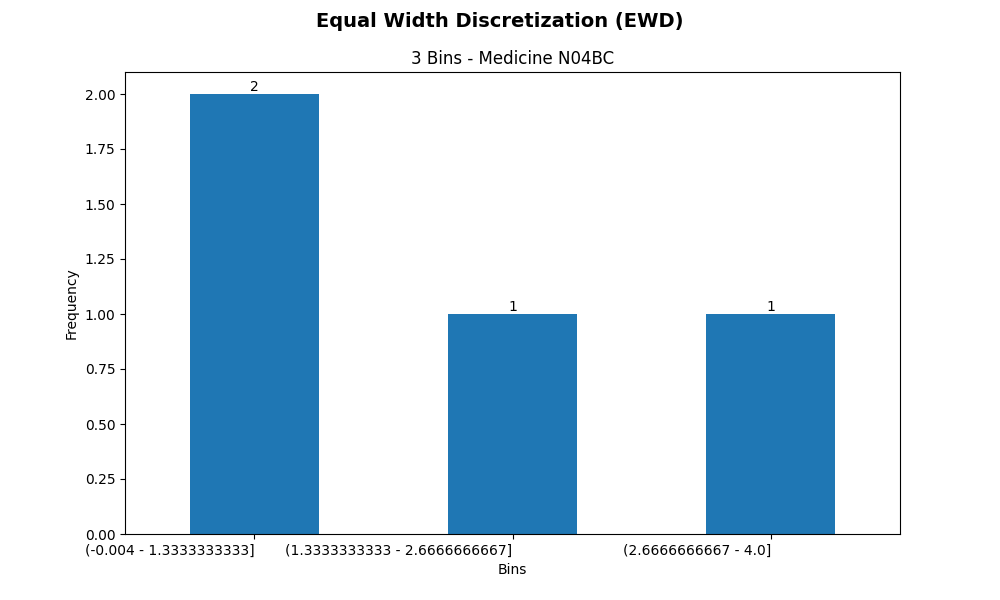 Equal Width Discretization (EWD)
3 Bins - Medicine N04BC
2
2.00
1.75
1.50
1.25
1
1
1.00
0.75
0.50
0.25
0.00
Frequency
(-0.004 - 1.3333333333]
(1.3333333333 - 2.6666666667]
(2.6666666667 - 4.0]
Bins